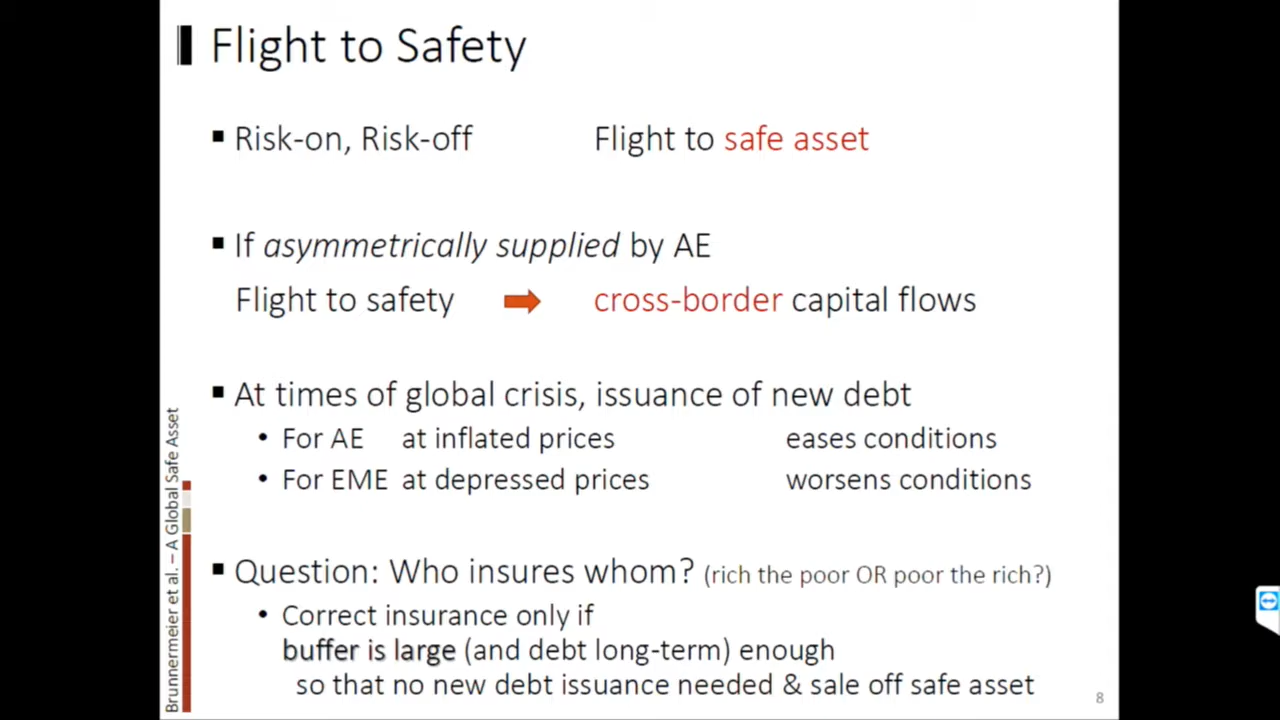 Flight to Safety
▪ Risk-on, Risk-off Flight to safe asset
▪ If asymmetrically supplied by AE
Flight to safety ➡ cross-border capital flows
▪ At times of global crisis, issuance of new debt
• For AE at inflated prices eases conditions
• For EME at depressed prices worsens conditions
▪ Question: Who insures whom? (rich the poor OR poor the rich?)
• Correct insurance only if
buffer is large (and debt long-term) enough
so that no new debt issuance needed & sale off safe asset
Brunnermeier et al. – A Global Safe Asset
8